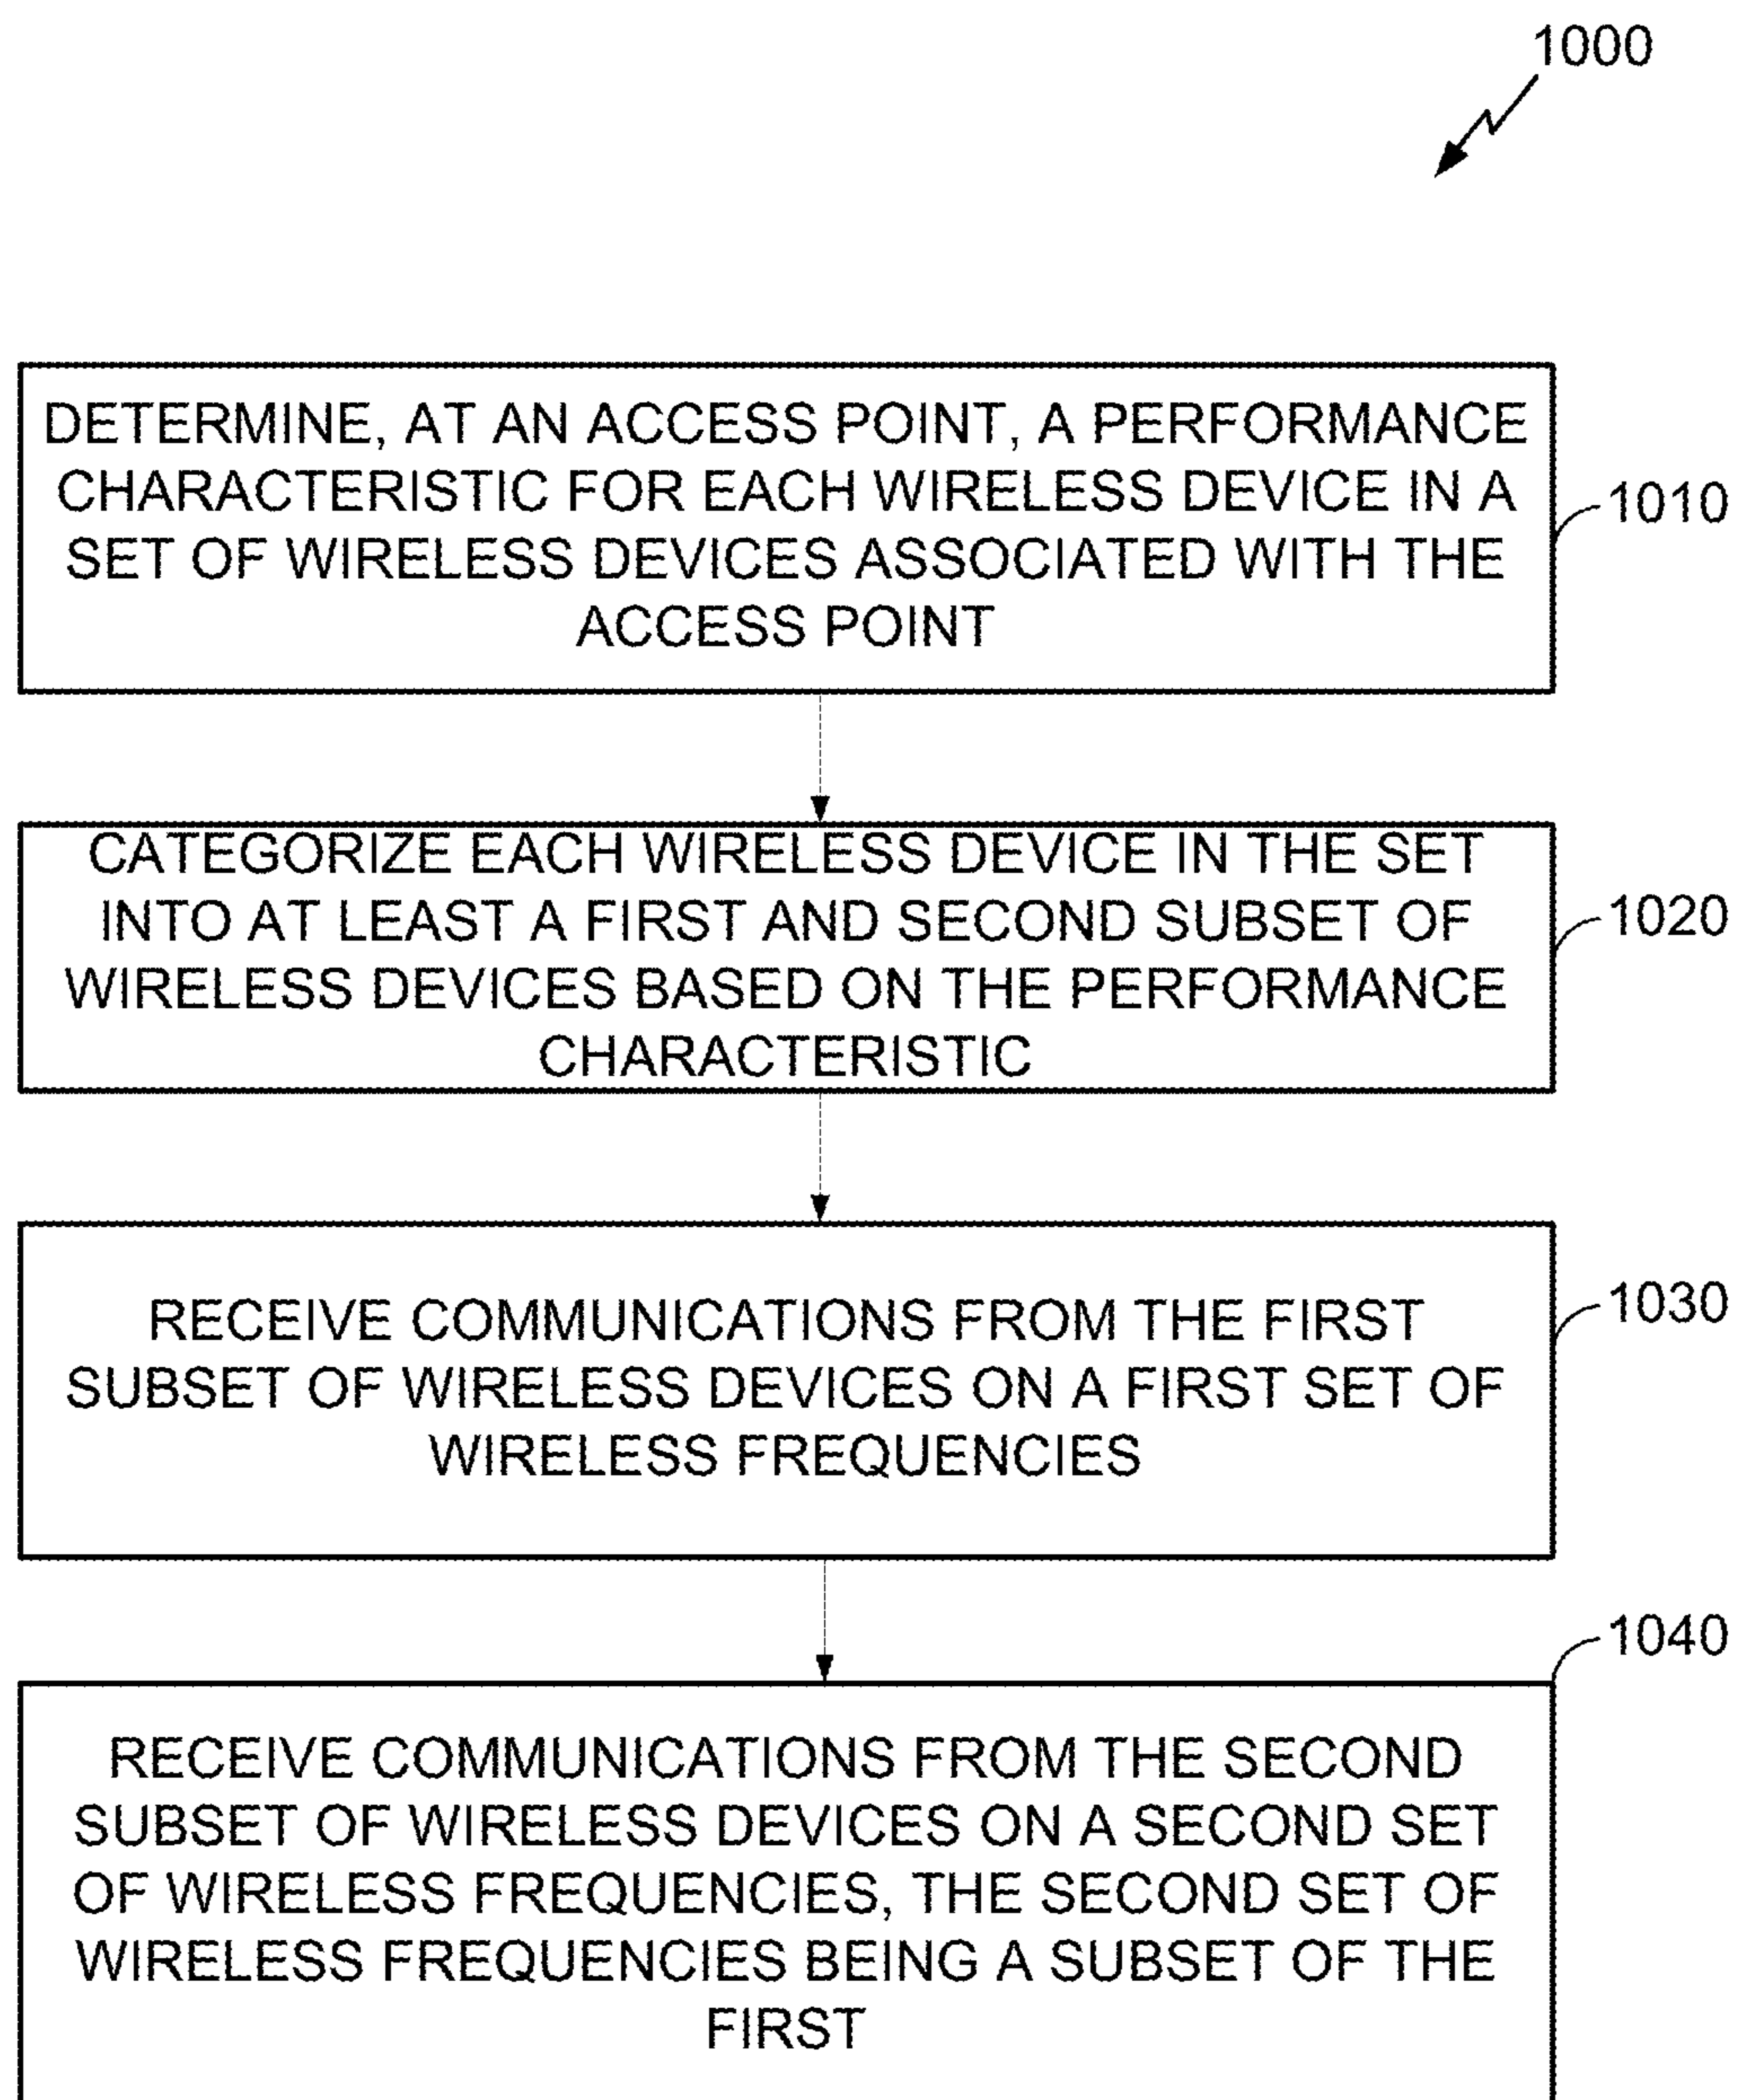 1000
DETERMINE, AT AN ACCESS POINT, A PERFORMANCE
CHARACTERISTIC FOR EACH WIRELESS DEVICE IN A
SET OF WIRELESS DEVICES ASSOCIATED WITH THE
ACCESS POINT
1010
CATEGORIZE EACH WIRELESS DEVICE IN THE SET
INTO AT LEAST A FIRST AND SECOND SUBSET OF
WIRELESS DEVICES BASED ON THE PERFORMANCE
CHARACTERISTIC
1020
RECEIVE COMMUNICATIONS FROM THE FIRST
SUBSET OF WIRELESS DEVICES ON A FIRST SET OF
WIRELESS FREQUENCIES
1030
RECEIVE COMMUNICATIONS FROM THE SECOND
SUBSET OF WIRELESS DEVICES ON A SECOND SET
OF WIRELESS FREQUENCIES, THE SECOND SET OF
WIRELESS FREQUENCIES BEING A SUBSET OF THE
FIRST
1040